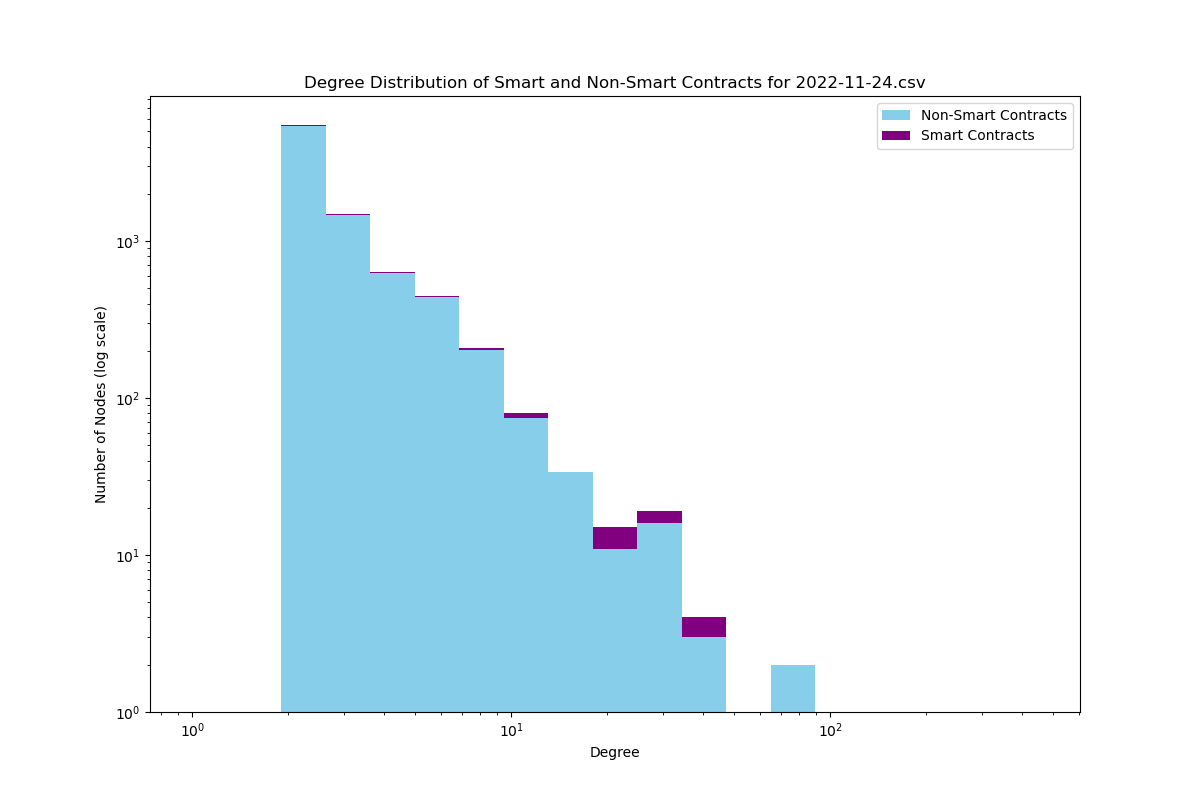 Degree Distribution of Smart and Non-Smart Contracts for 2022-11-24.csv
Non-Smart Contracts
Smart Contracts
Number of Nodes (log scale)
10³
10²
10¹
10⁰
10⁰ 10¹ 10²
Degree